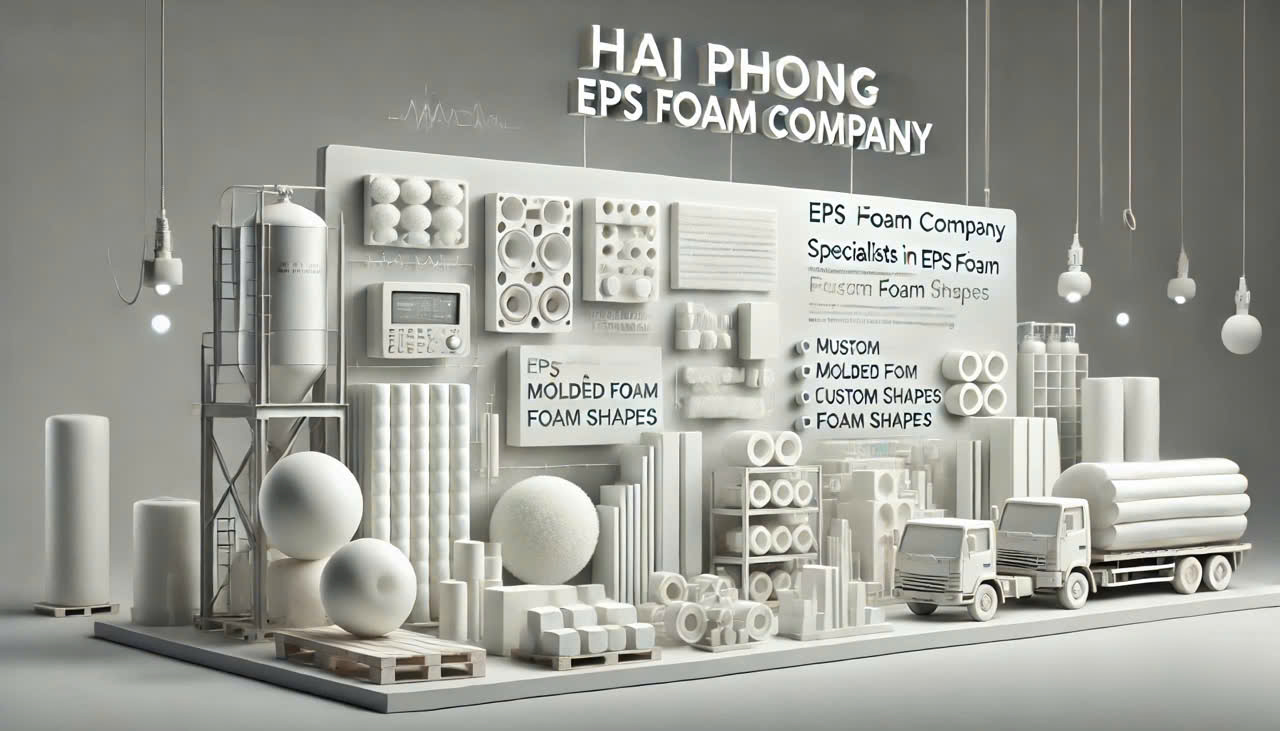 HAI PHONG
EPS FOAM COMPANY
EPS Foam Company
Specialists in EPS Foam
Foam Shapes
MUSTOM
MOLDED FOM
CUSTOM SHAPES
FOAM SHAPES
EPS
MOLDED FOAM
FOAM SHAPES